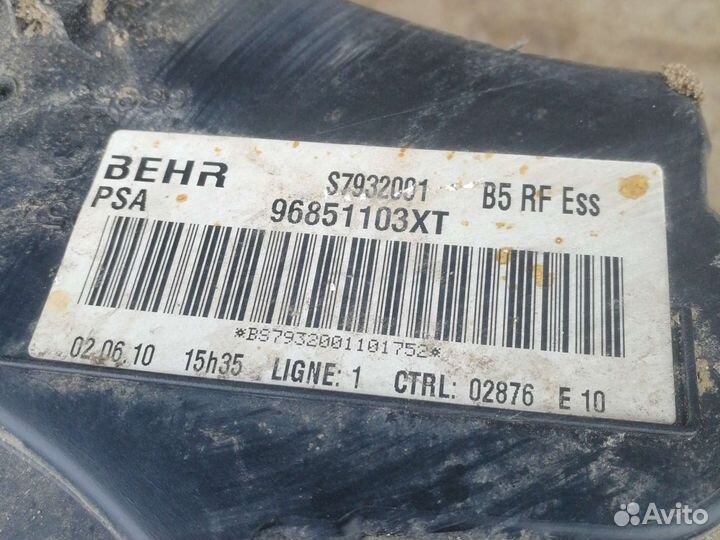 BEHR S7932001 B5 RF Ess
PSA 96851103XT
*BS7932001101752*
02.06.10 15h35 LIGNE: 1 CTRL: 02876 E 10
Avito